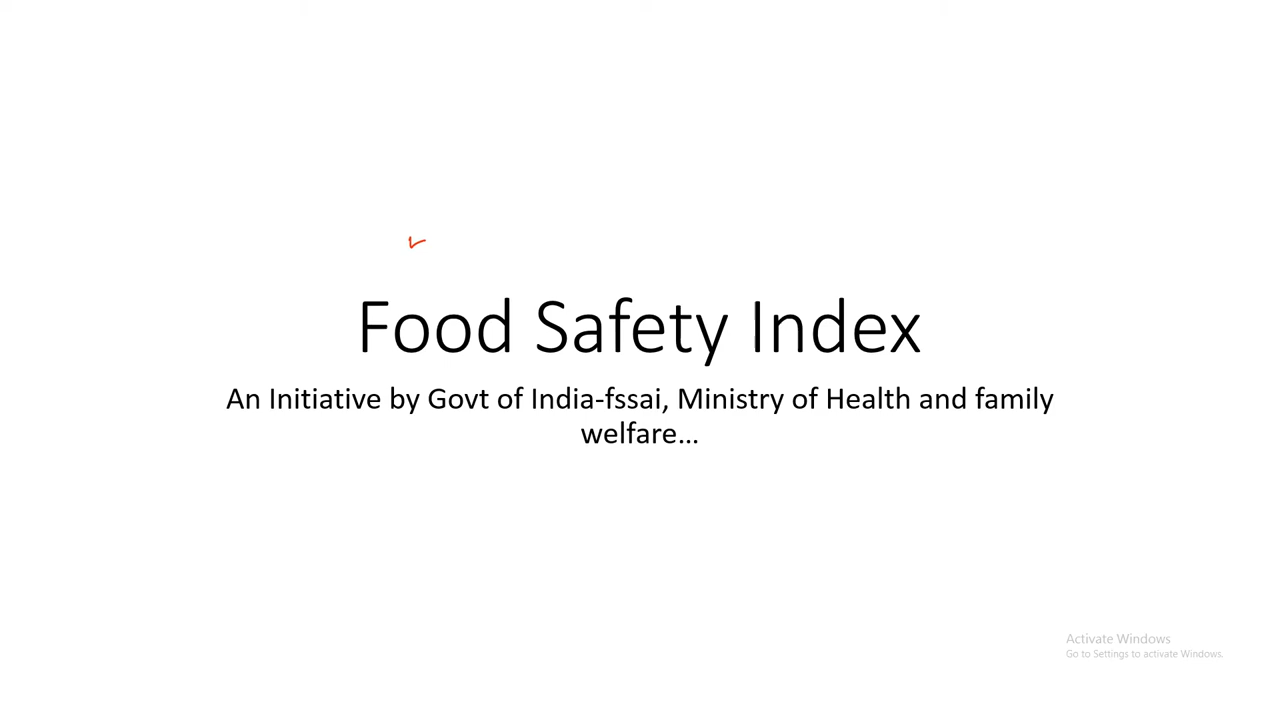 Food Safety Index
An Initiative by Govt of India-fssai, Ministry of Health and family
welfare...
Activate Windows
Go to Settings to activate Windows.